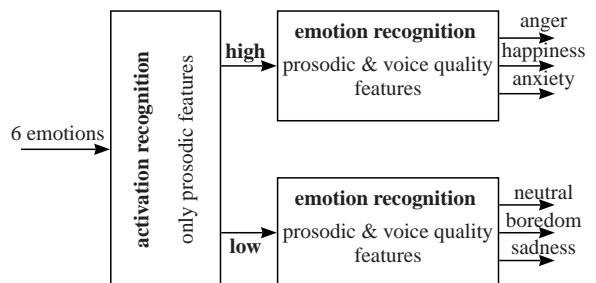 6 emotions
activation recognition
only prosodic features
high
low
emotion recognition
prosodic & voice quality
features
anger
happiness
anxiety
emotion recognition
prosodic & voice quality
features
neutral
boredom
sadness